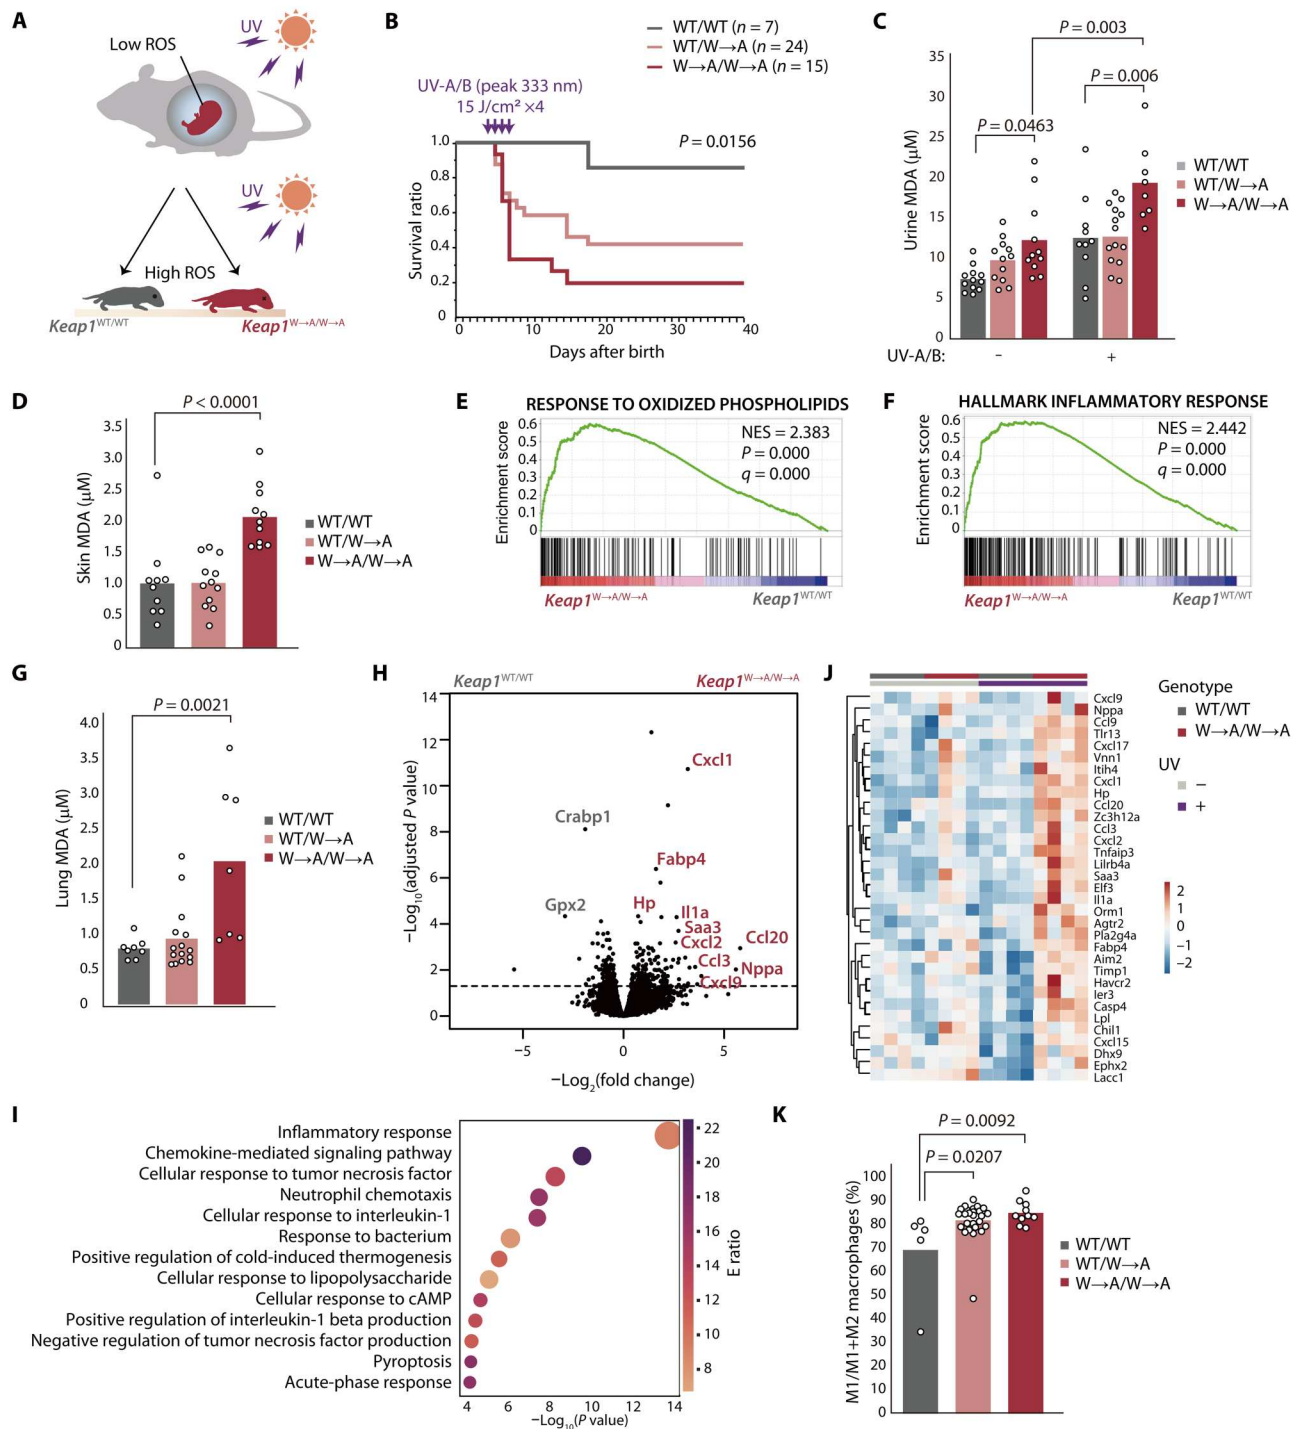 A
UV
Low ROS
UV
High ROS
Keap1WT/WT
Keap1W→A/W→A
B
WT/WT (n = 7)
WT/W→A (n = 24)
W→A/W→A (n = 15)
UV-A/B (peak 333 nm)
15 J/cm² ×4
P = 0.0156
Survival ratio
1.0
0.8
0.6
0.4
0.2
0
10
20
30
40
Days after birth
C
P = 0.003
P = 0.006
P = 0.0463
Urine MDA (μM)
35
30
25
20
15
10
5
0
WT/WT
WT/W→A
W→A/W→A
UV-A/B:
−
+
D
P < 0.0001
Skin MDA (μM)
3.0
2.5
2.0
1.5
1.0
0.5
0
3.5
WT/WT
WT/W→A
W→A/W→A
E
RESPONSE TO OXIDIZED PHOSPHOLIPIDS
NES = 2.383
P = 0.000
q = 0.000
Enrichment score
0.6
0.5
0.4
0.3
0.2
0.1
0
Keap1W→A/W→A
Keap1WT/WT
F
HALLMARK INFLAMMATORY RESPONSE
NES = 2.442
P = 0.000
q = 0.000
Enrichment score
0.6
0.5
0.4
0.3
0.2
0.1
0
Keap1W→A/W→A
Keap1WT/WT
G
P = 0.0021
Lung MDA (μM)
4.0
3.5
3.0
2.5
2.0
1.5
1.0
0.5
0
WT/WT
WT/W→A
W→A/W→A
H
Keap1WT/WT
Keap1W→A/W→A
−Log10(adjusted P value)
14
12
10
8
6
4
2
0
Cxcl1
Crabp1
Fabp4
Gpx2
Hp
Il1a
Saa3
Cxcl2
Ccl20
Ccl3
Nppa
Cxcl9
−5
0
5
−Log2(fold change)
J
Cxcl9
Nppa
Ccl9
Tlr13
Cxcl17
Vnn1
Itih4
Cxcl1
Hp
Ccl20
Zc3h12a
Ccl3
Cxcl2
Tnfaip3
Lilrb4a
Saa3
Elf3
Il1a
Orm1
Agtr2
Pla2g4a
Fabp4
Aim2
Timp1
Havcr2
Ier3
Casp4
Lpl
Chil1
Cxcl15
Dhx9
Ephx2
Lacc1
Genotype
WT/WT
W→A/W→A
UV
−
+
2
1
0
−1
−2
I
Inflammatory response
Chemokine-mediated signaling pathway
Cellular response to tumor necrosis factor
Neutrophil chemotaxis
Cellular response to interleukin-1
Response to bacterium
Positive regulation of cold-induced thermogenesis
Cellular response to lipopolysaccharide
Cellular response to cAMP
Positive regulation of interleukin-1 beta production
Negative regulation of tumor necrosis factor production
Pyroptosis
Acute-phase response
4
6
8
10
12
14
−Log10(P value)
22
20
18
16
14
12
10
8
E ratio
K
P = 0.0092
P = 0.0207
M1/M1+M2 macrophages (%)
100
90
80
70
60
50
40
30
20
10
0
WT/WT
WT/W→A
W→A/W→A